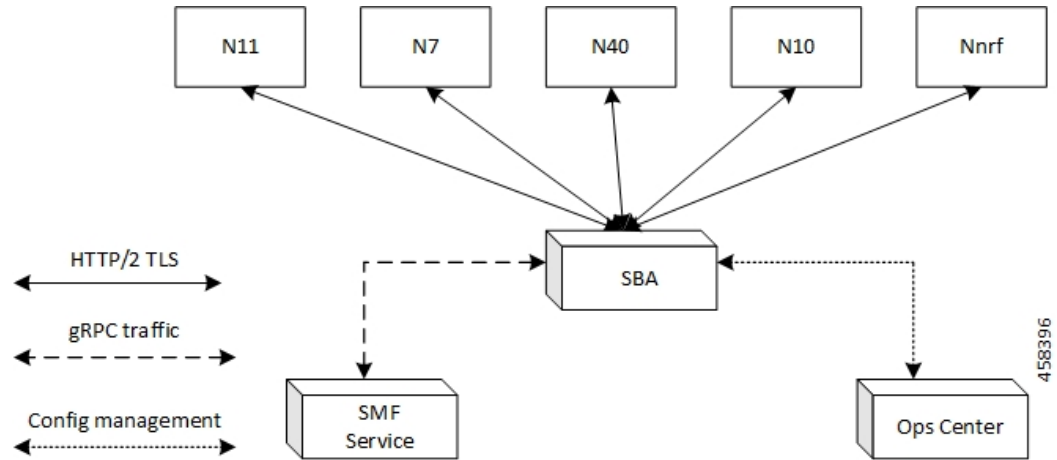 N11
N7
N40
N10
Nnrf
HTTP/2 TLS
SBA
gRPC traffic
458396
Config management
SMF
Service
Ops Center